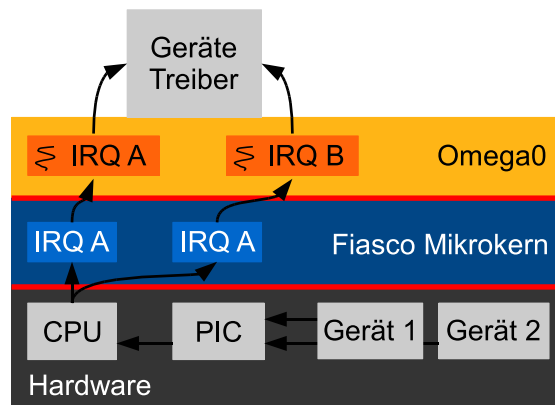 Geräte
Treiber
IRQ A
IRQ B
Omega0
IRQ A
IRQ A
Fiasco Mikrokern
CPU
PIC
Gerät 1
Gerät 2
Hardware